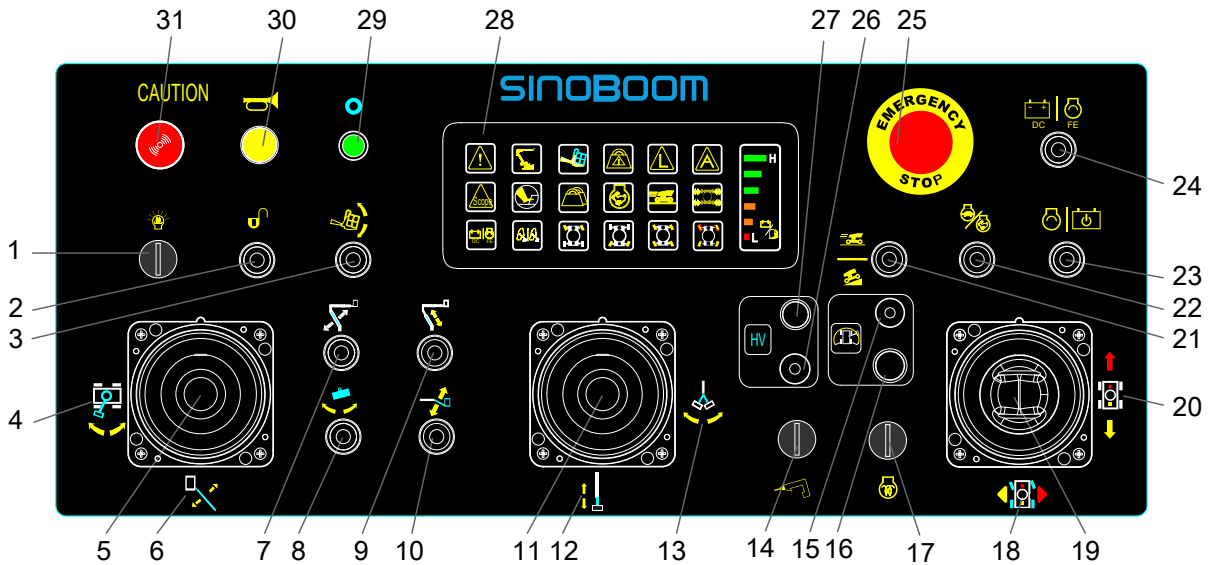 31 30 29 28 27 26 25
CAUTION
SINOBOOM
EMERGENCY
STOP
DC FE
H
L
A
Scope
DC FE
L
HV
24
23
22
21
20
1
2
3
4
5 6 7 8 9 10 11 12 13 14 15 16 17 18 19